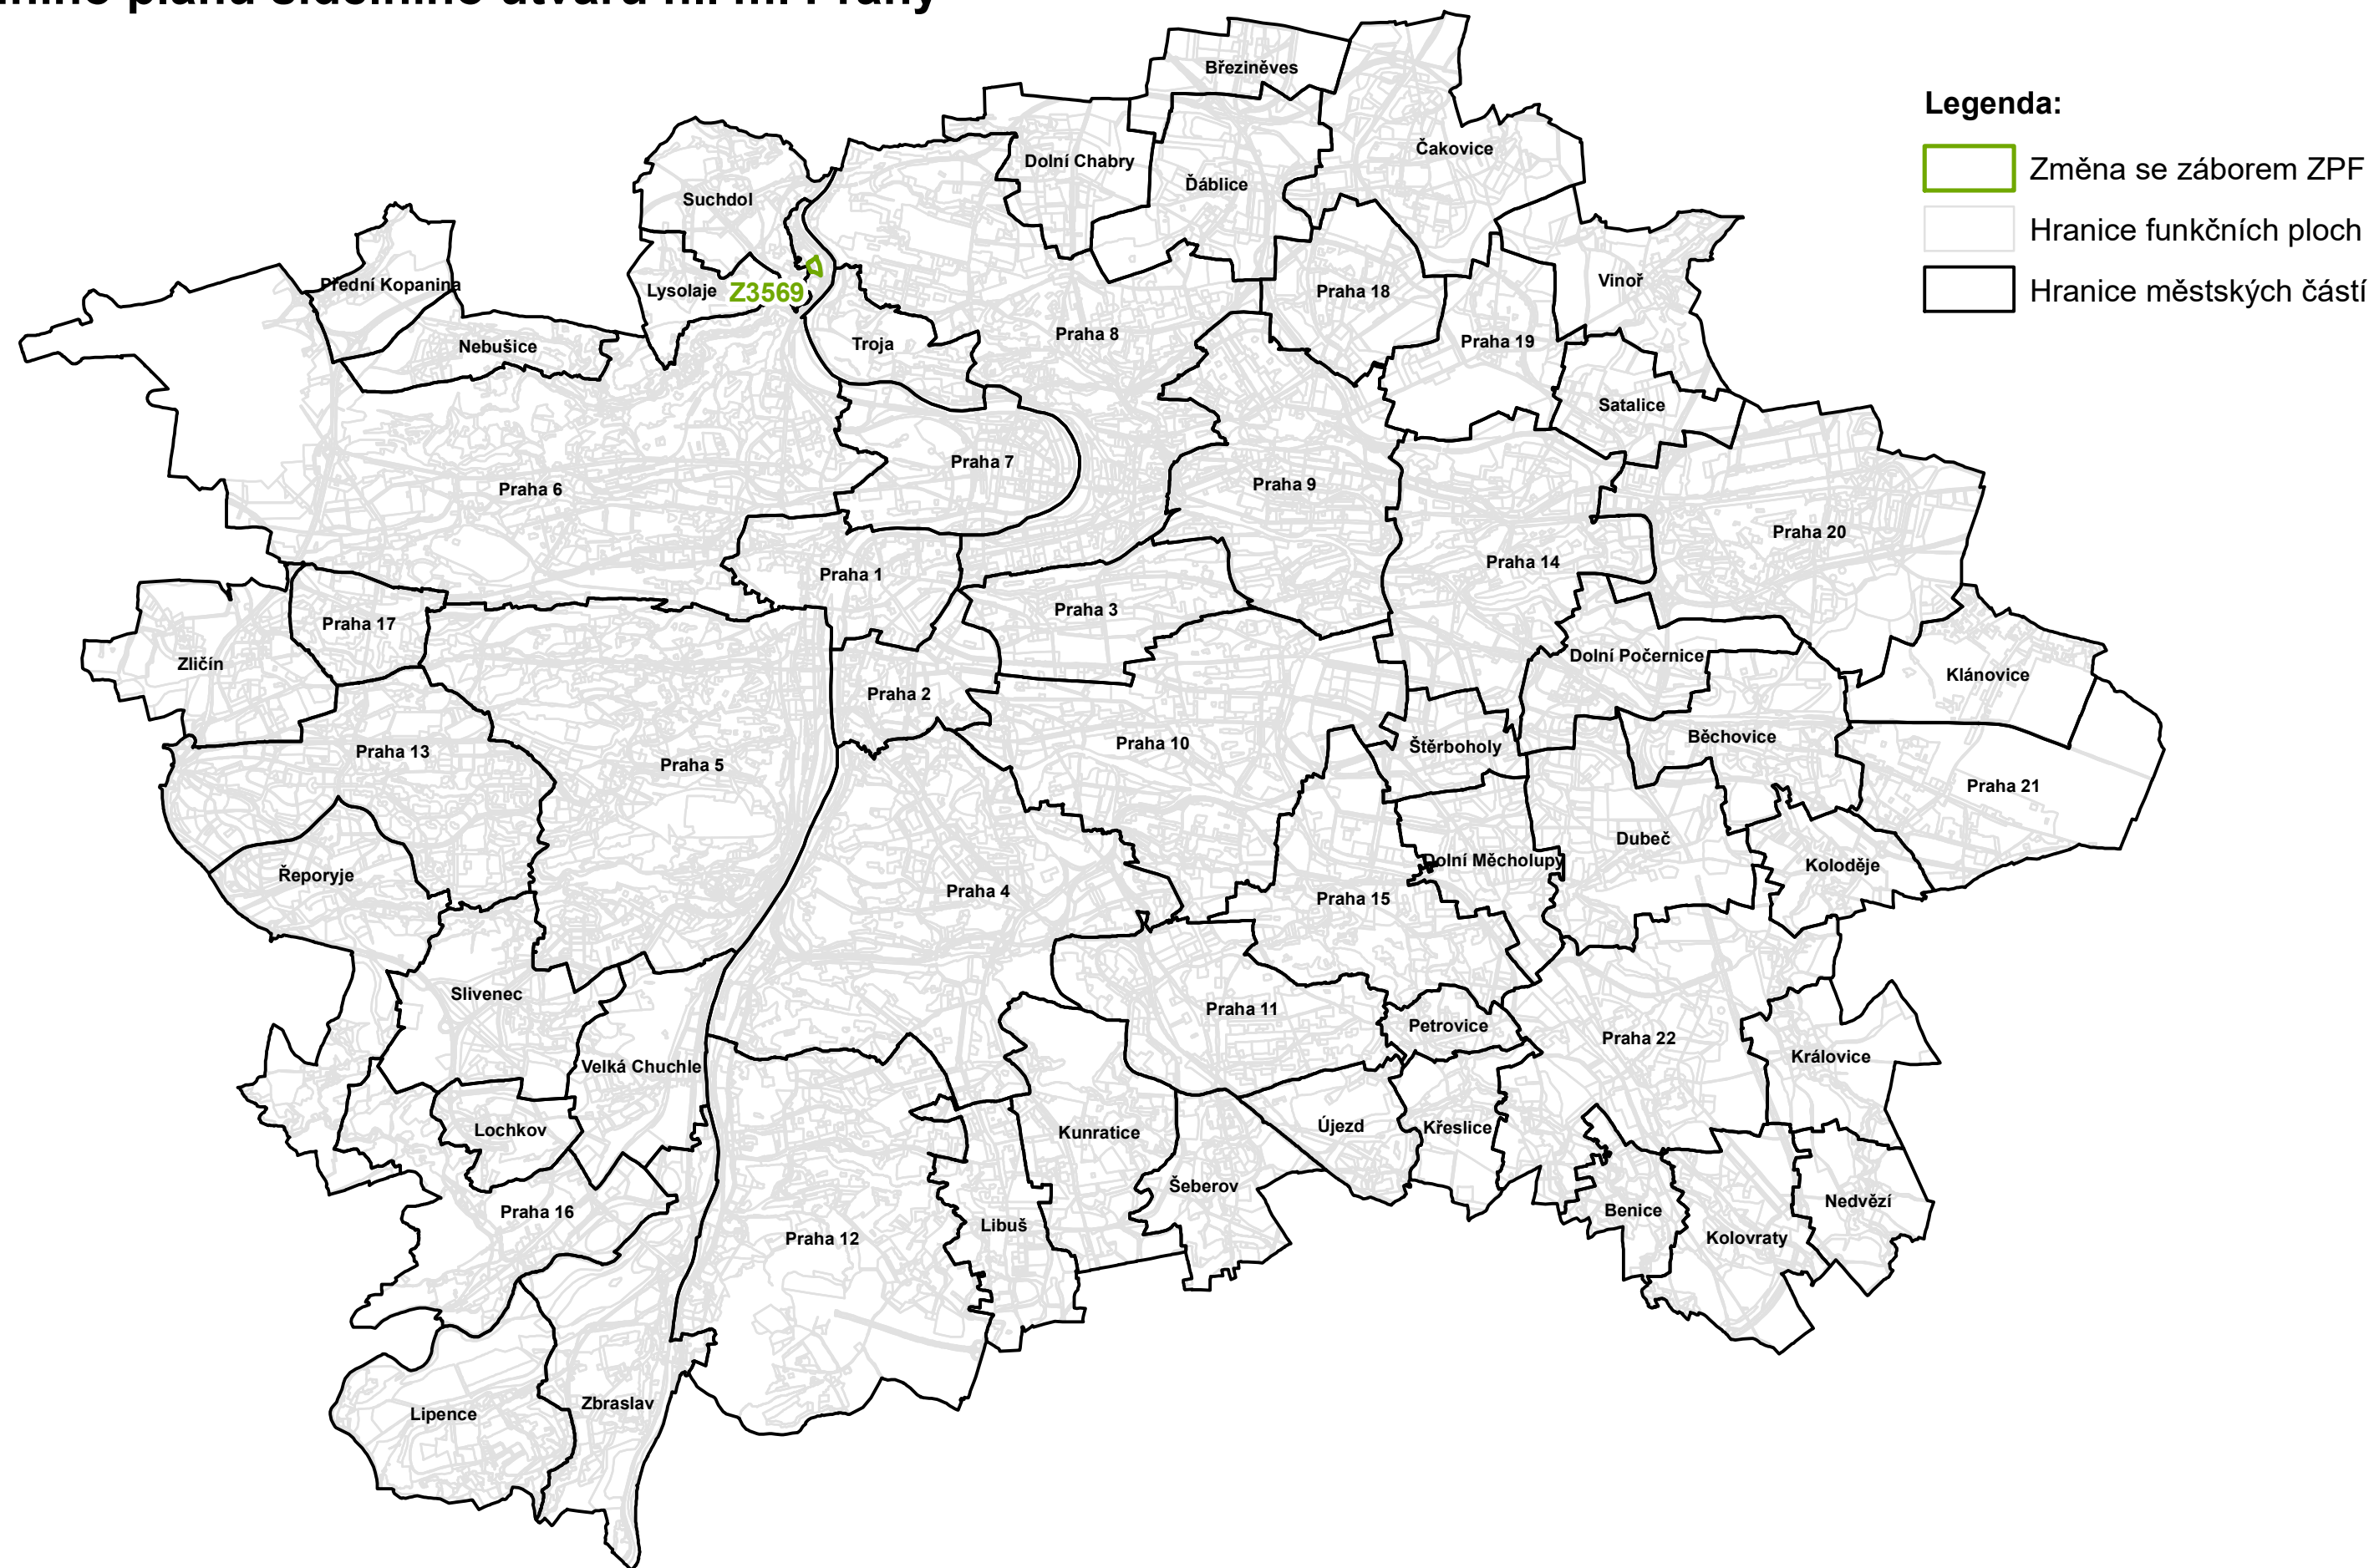 plánu sídelního útvaru hl. m. Prahy
Legenda:
Změna se záborem ZPF
Hranice funkčních ploch
Hranice městských částí
Březiněves
Čakovice
Dolní Chabry
Ďáblice
Suchdol
Přední Kopanina
Lysolaje
Z3569
Praha 18
Vinoř
Nebušice
Troja
Praha 8
Praha 19
Satalice
Praha 7
Praha 6
Praha 9
Praha 20
Praha 14
Praha 1
Praha 3
Praha 17
Zličín
Dolní Počernice
Klánovice
Praha 2
Praha 10
Štěrboholy
Běchovice
Praha 13
Praha 5
Praha 21
Dubeč
Dolní Měcholupy
Koloděje
Řeporyje
Praha 4
Praha 15
Slivenec
Praha 11
Petrovice
Praha 22
Královice
Velká Chuchle
Lochkov
Kunratice
Újezd
Křeslice
Šeberov
Nedvězí
Praha 16
Libuš
Benice
Praha 12
Kolovraty
Zbraslav
Lipence